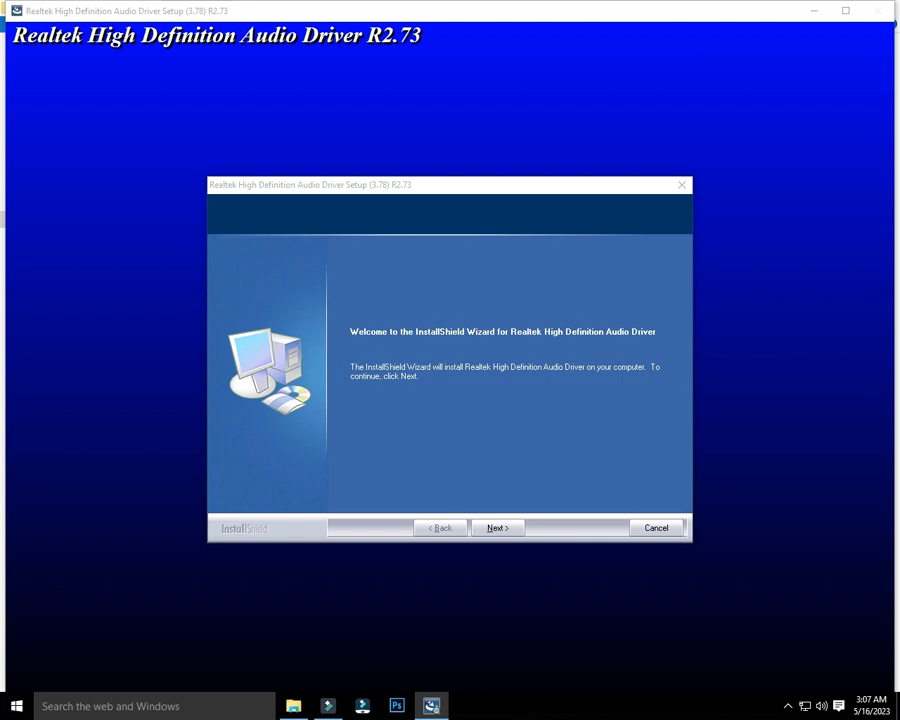 Realtek High Definition Audio Driver Setup (3.78) R2.73
Realtek High Definition Audio Driver R2.73
Realtek High Definition Audio Driver Setup (3.78) R2.73
Welcome to the InstallShield Wizard for Realtek High Definition Audio Driver
The InstallShield Wizard will install Realtek High Definition Audio Driver on your computer. To
continue, click Next.
InstallShield
< Back
Next >
Cancel
Search the web and Windows
Ps
3:07 AM
5/16/2023